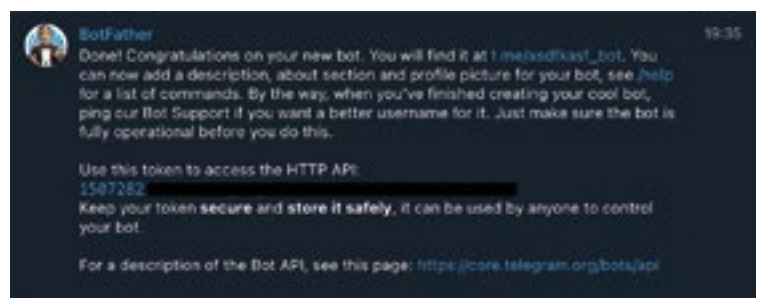 BotFather 19:35
Done! Congratulations on your new bot. You will find it at You
can now add a description, about section and profile picture for your bot, see /help
for a list of commands. By the way, when you've finished creating your cool bot,
ping our Bot Support if you want a better username for it. Just make sure the bot is
fully operational before you do this.
Use this token to access the HTTP API:
1507282
Keep your token secure and store it safely, it can be used by anyone to control
your bot.
For a description of the Bot API, see this page: https://core.telegram.org/bots/api